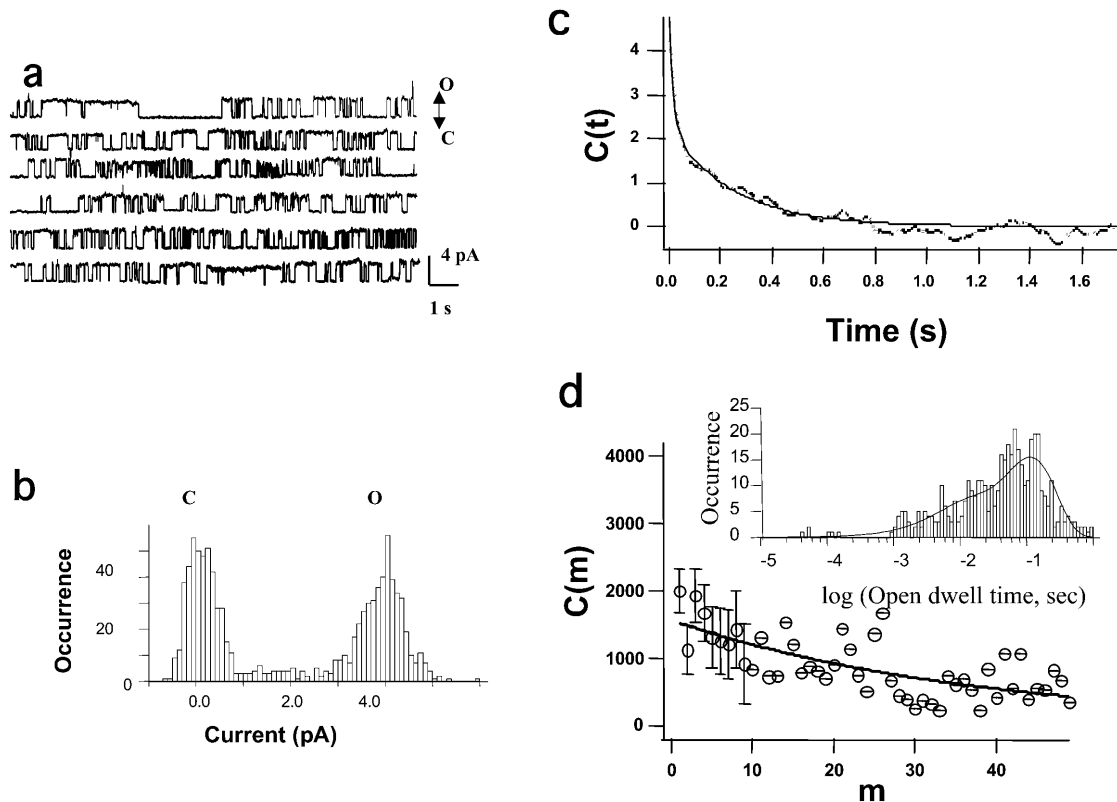 a
O
C
4 pA
1 s
b
C
O
Occurrence
40
20
0
0.0
2.0
4.0
Current (pA)
c
C(t)
4
3
2
1
0
0.0
0.2
0.4
0.6
0.8
1.0
1.2
1.4
1.6
Time (s)
d
C(m)
4000
3000
2000
1000
0
0
10
20
30
40
m
Occurrence
25
20
15
10
5
0
-5
-4
-3
-2
-1
log (Open dwell time, sec)